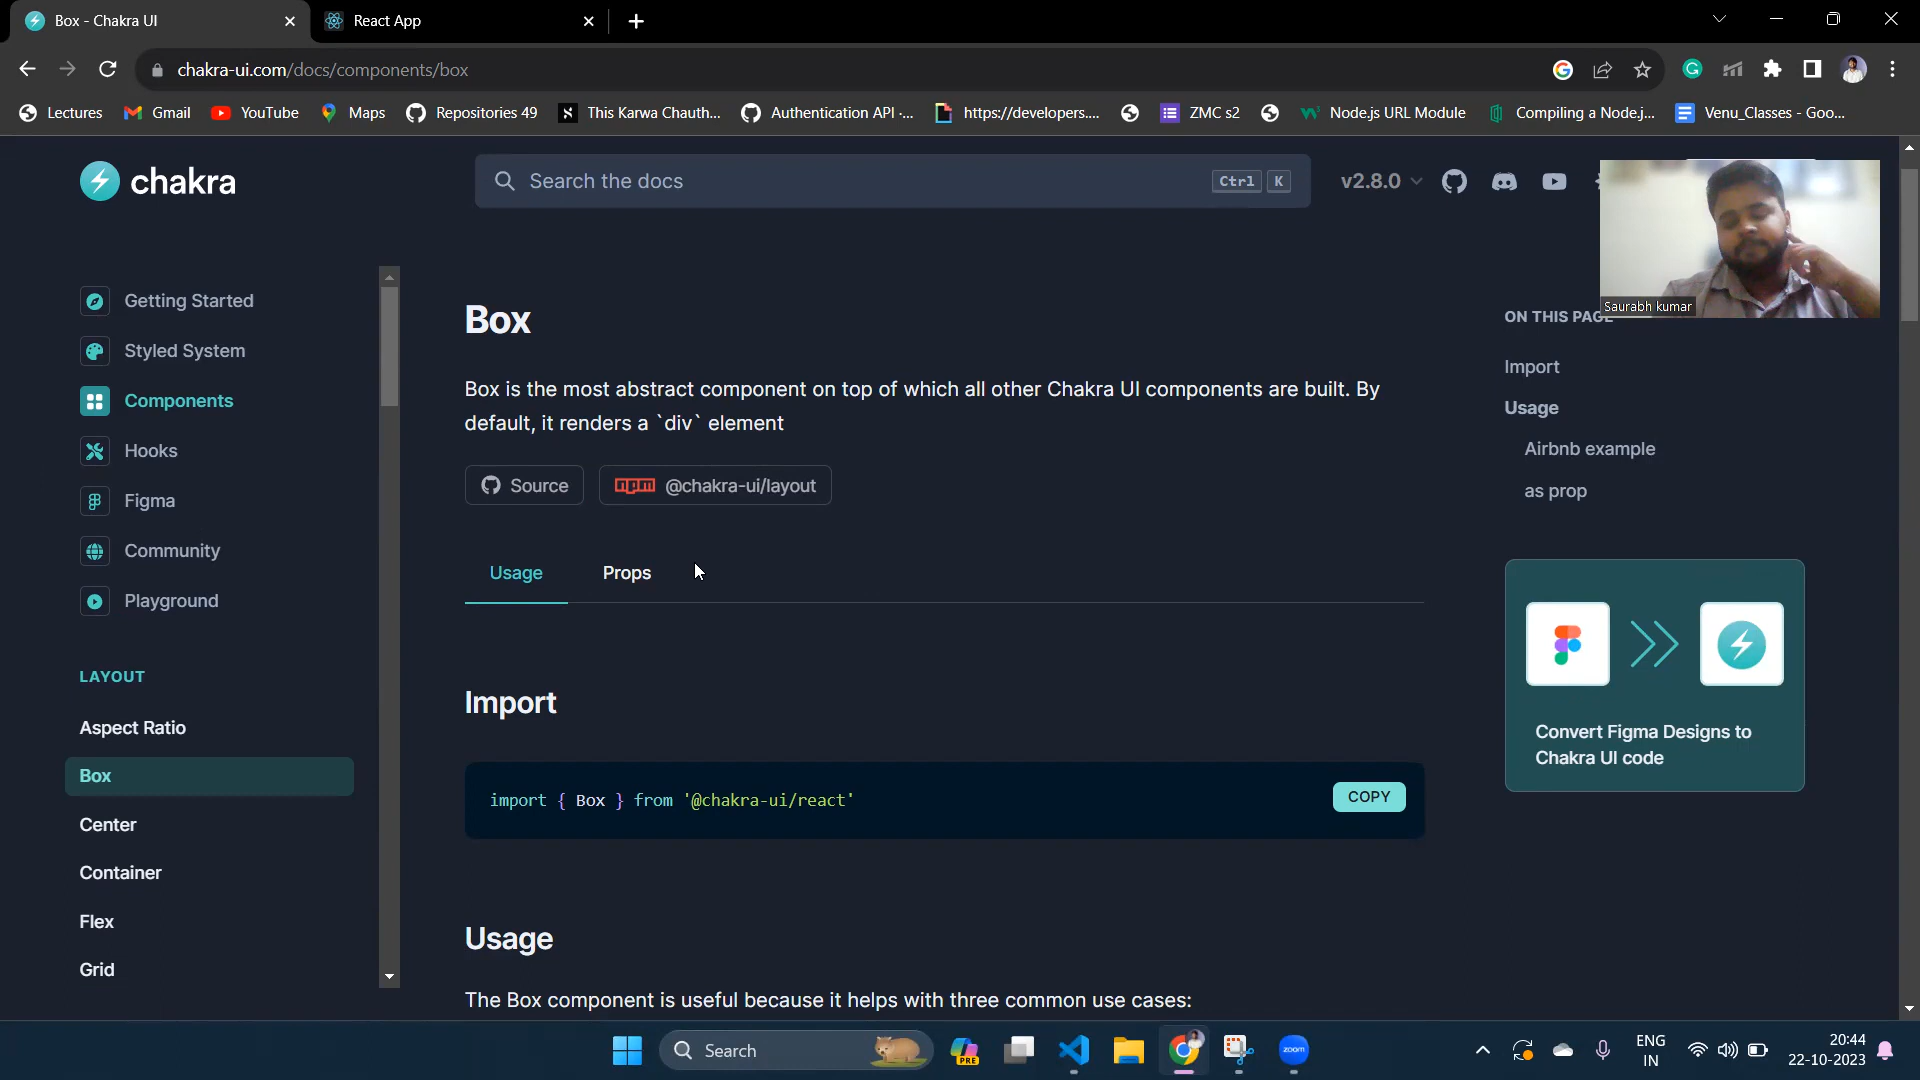 Box - Chakra UI
React App
chakra-ui.com/docs/components/box
Lectures
Gmail
YouTube
Maps
Repositories 49
This Karwa Chauth...
Authentication API -...
https://developers....
ZMC s2
Node.js URL Module
Compiling a Node.j...
Venu_Classes - Goo...
chakra
Search the docs
Ctrl K
v2.8.0
Saurabh kumar
Getting Started
Styled System
Components
Hooks
Figma
Community
Playground
LAYOUT
Aspect Ratio
Box
Center
Container
Flex
Grid
Box
Box is the most abstract component on top of which all other Chakra UI components are built. By
default, it renders a `div` element
Source
npm @chakra-ui/layout
Usage
Props
Import
import { Box } from '@chakra-ui/react'
COPY
Usage
The Box component is useful because it helps with three common use cases:
ON THIS PAGE
Import
Usage
Airbnb example
as prop
Convert Figma Designs to
Chakra UI code
Search
PRE
zoom
ENG
IN
20:44
22-10-2023